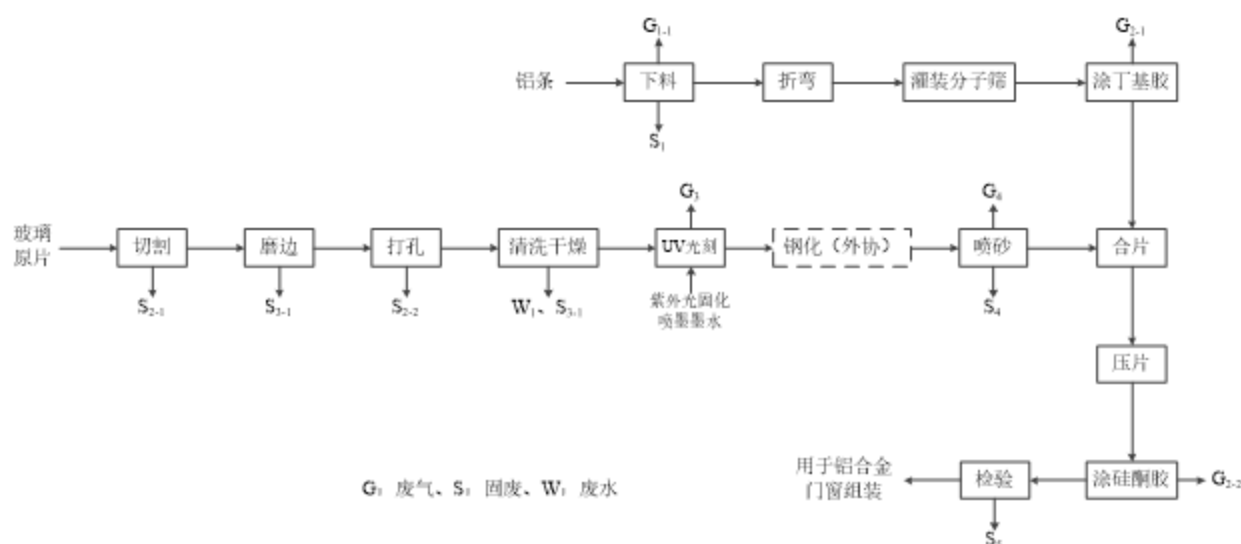 G₁₋₁
G₂₋₁
铝条
下料
折弯
灌装分子筛
涂丁基胶
S₁
G₃
G₄
玻璃
原片
切割
磨边
打孔
清洗干燥
UV光刻
钢化（外协）
喷砂
合片
S₂₋₁
S₃₋₁
S₂₋₂
W₁、S₃₋₁
紫外光固化
喷墨墨水
S₄
压片
用于铝合金
门窗组装
检验
涂硅酮胶
G₂₋₂
G：废气、S：固废、W：废水